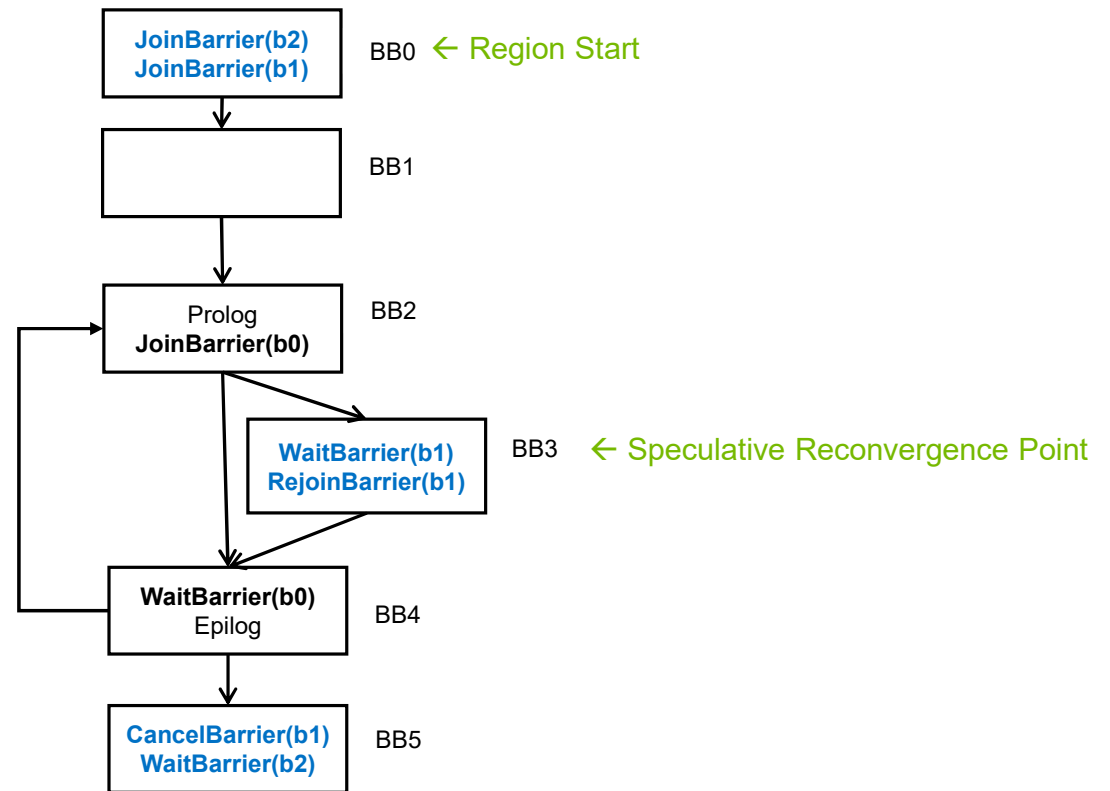 JoinBarrier(b2)
JoinBarrier(b1)
BB0
← Region Start
BB1
Prolog
JoinBarrier(b0)
BB2
WaitBarrier(b1)
RejoinBarrier(b1)
BB3
← Speculative Reconvergence Point
WaitBarrier(b0)
Epilog
BB4
CancelBarrier(b1)
WaitBarrier(b2)
BB5